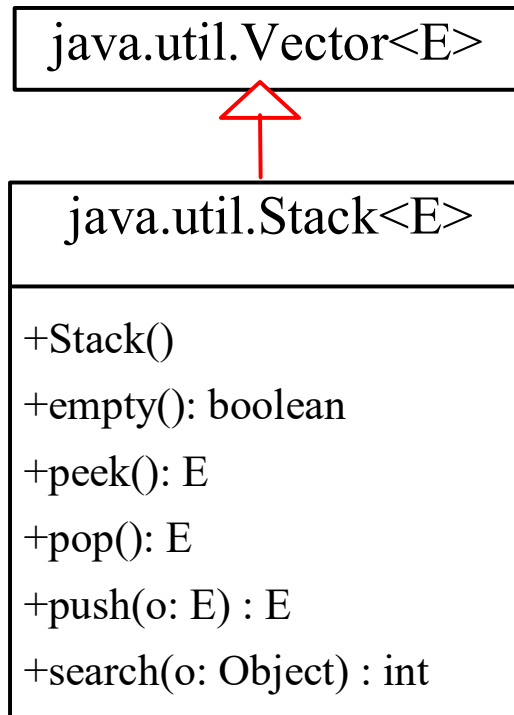 java.util.Vector<E>
java.util.Stack<E>
+Stack()
+empty(): boolean
+peek(): E
+pop(): E
+push(o: E) : E
+search(o: Object) : int